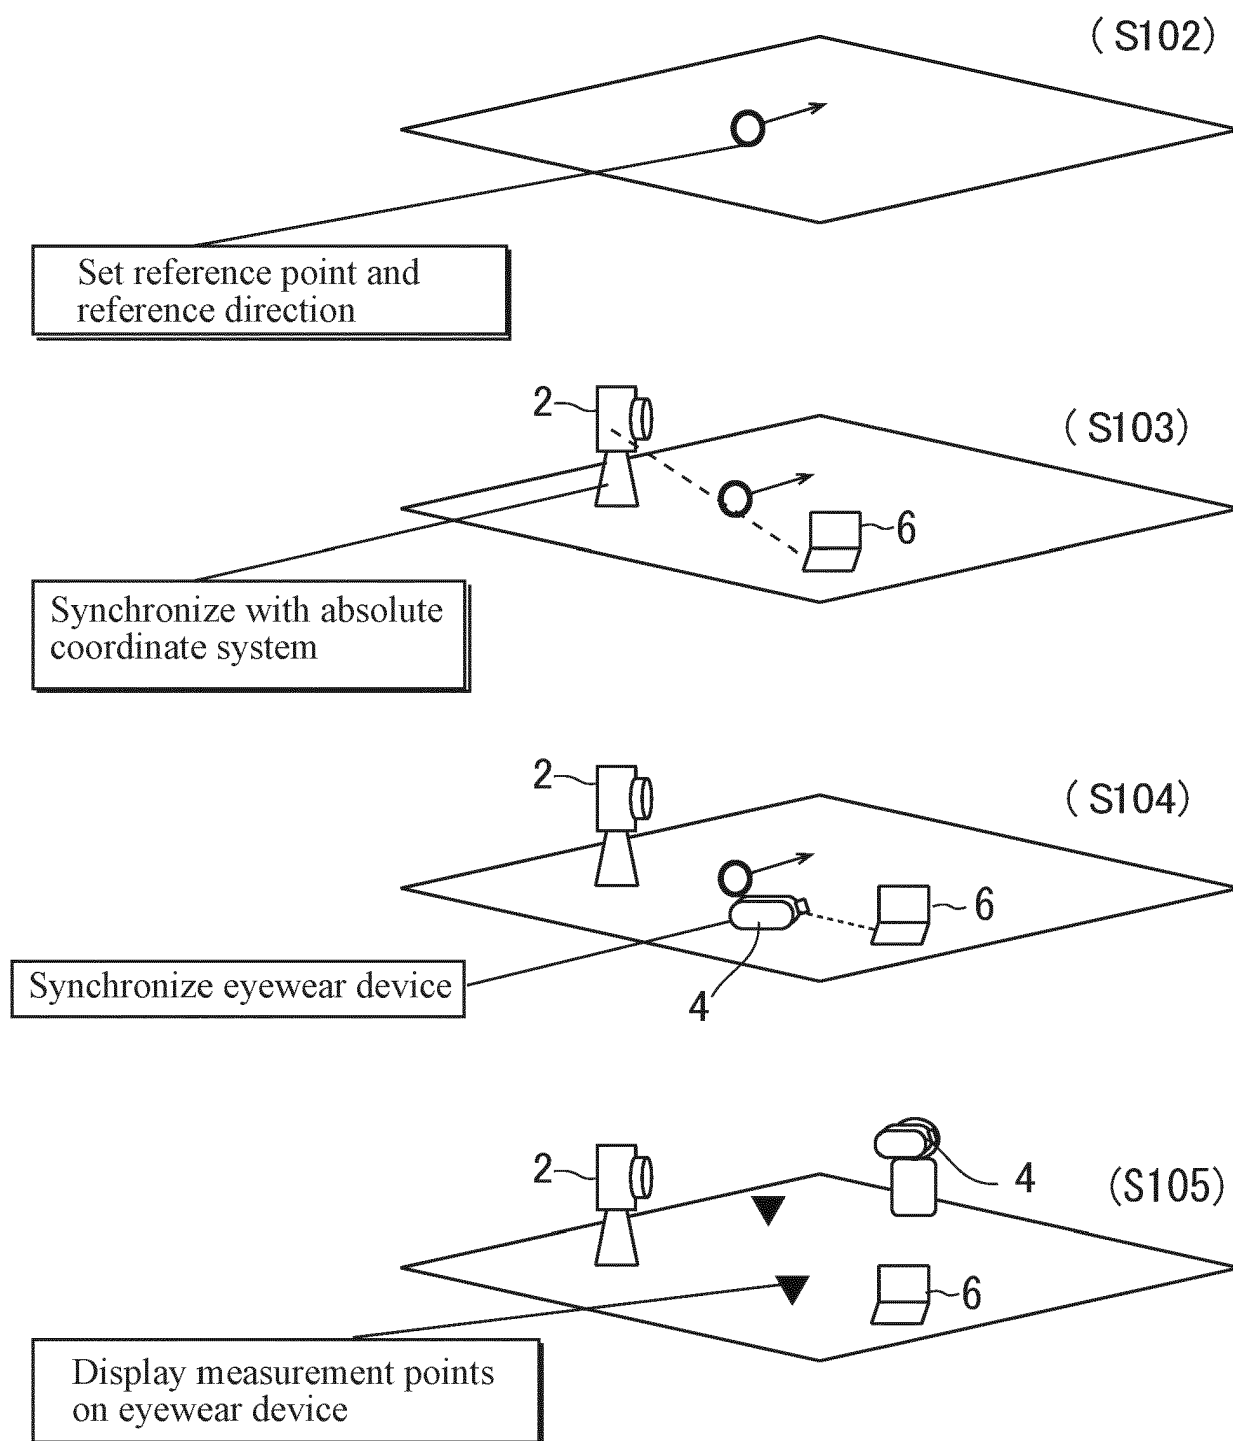 ( S102)
Set reference point and
reference direction
2
( S103)
6
Synchronize with absolute
coordinate system
2
( S104)
6
Synchronize eyewear device
4
2
4
(S105)
6
Display measurement points
on eyewear device